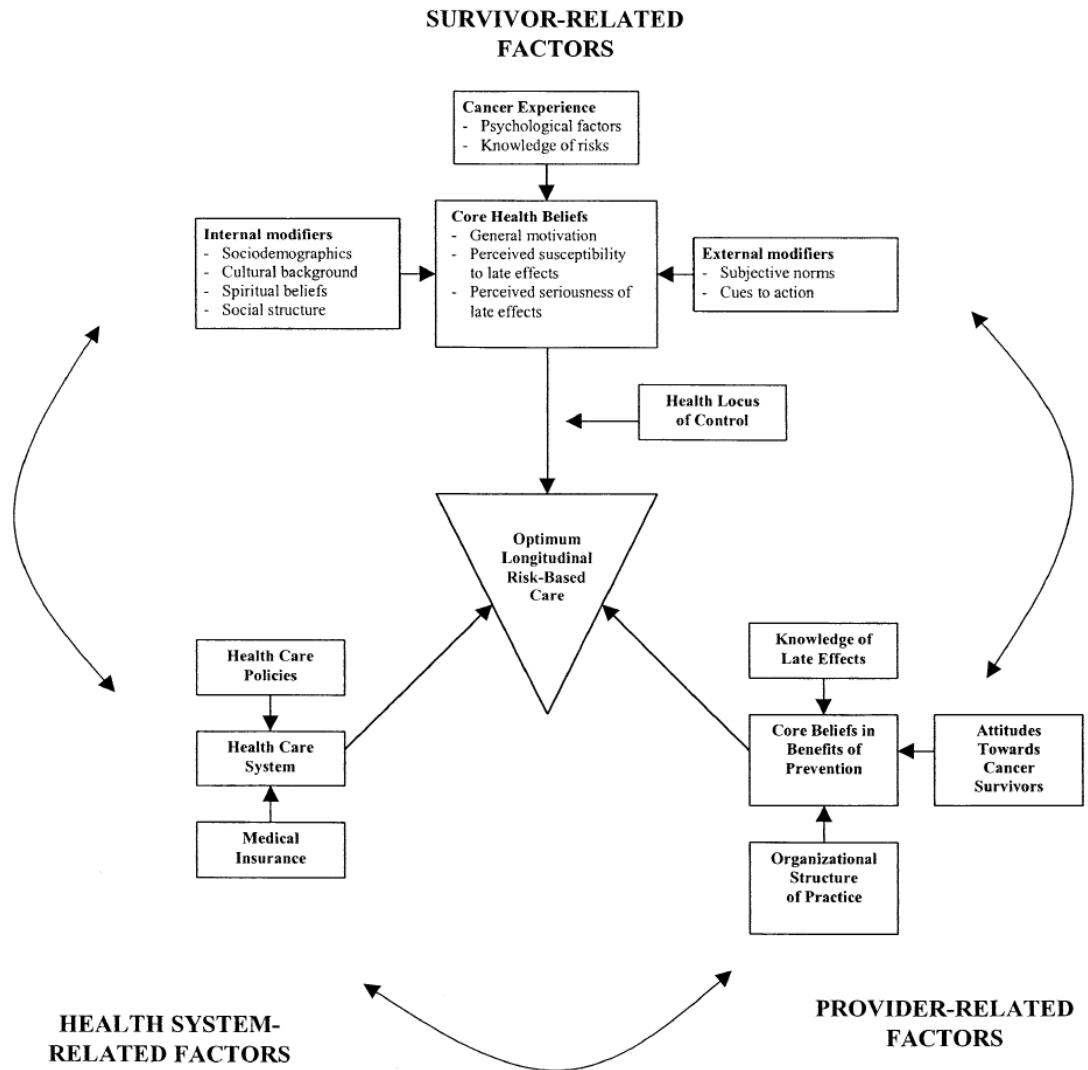 SURVIVOR-RELATED
FACTORS
Cancer Experience
- Psychological factors
- Knowledge of risks
Internal modifiers
- Sociodemographics
- Cultural background
- Spiritual beliefs
- Social structure
Core Health Beliefs
- General motivation
- Perceived susceptibility
to late effects
- Perceived seriousness of
late effects
External modifiers
- Subjective norms
- Cues to action
Health Locus
of Control
Optimum
Longitudinal
Risk-Based
Care
Health Care
Policies
Health Care
System
Medical
Insurance
Knowledge of
Late Effects
Core Beliefs in
Benefits of
Prevention
Attitudes
Towards
Cancer
Survivors
Organizational
Structure
of Practice
HEALTH SYSTEM-
RELATED FACTORS
PROVIDER-RELATED
FACTORS